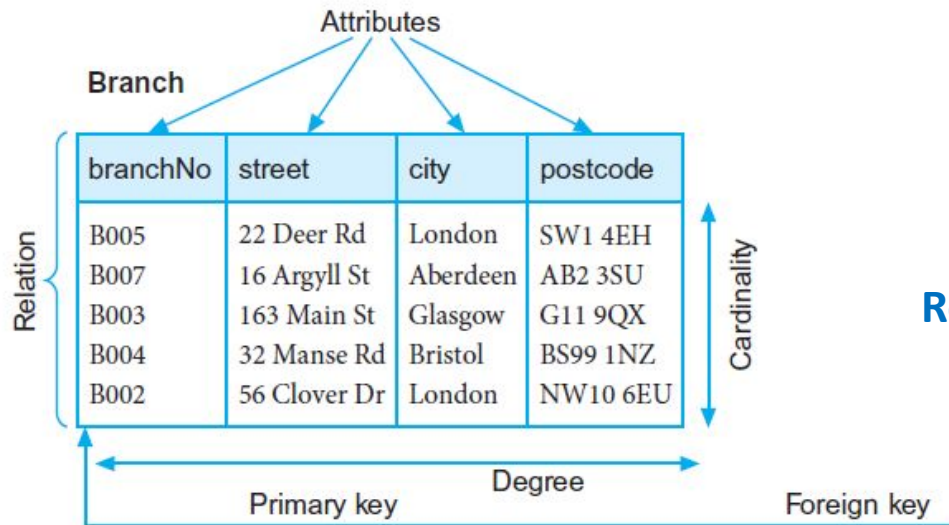 Attributes
Branch
branchNo street city postcode
B005 22 Deer Rd London SW1 4EH
B007 16 Argyll St Aberdeen AB2 3SU
B003 163 Main St Glasgow G11 9QX
B004 32 Manse Rd Bristol BS99 1NZ
B002 56 Clover Dr London NW10 6EU
Relation
Cardinality
R
Degree
Primary key Foreign key